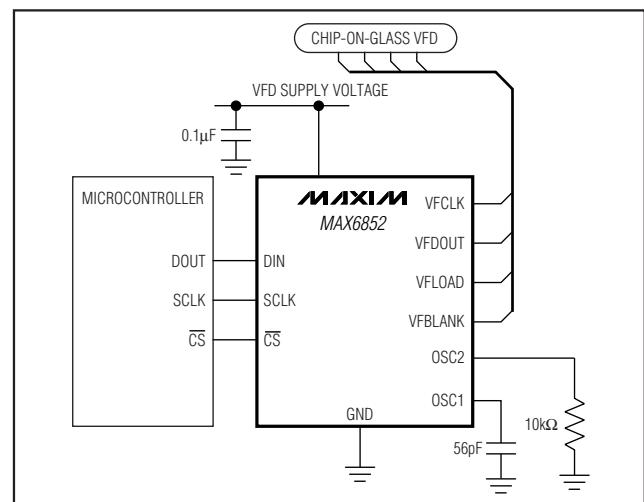 CHIP-ON-GLASS VFD
VFD SUPPLY VOLTAGE
0.1μF
MICROCONTROLLER
MAXIM
MAX6852
VFCLK
VFDOUT
DOUT
DIN
VFLOAD
SCLK
SCLK
VFBLANK
CS
CS
OSC2
OSC1
GND
10kΩ
56pF